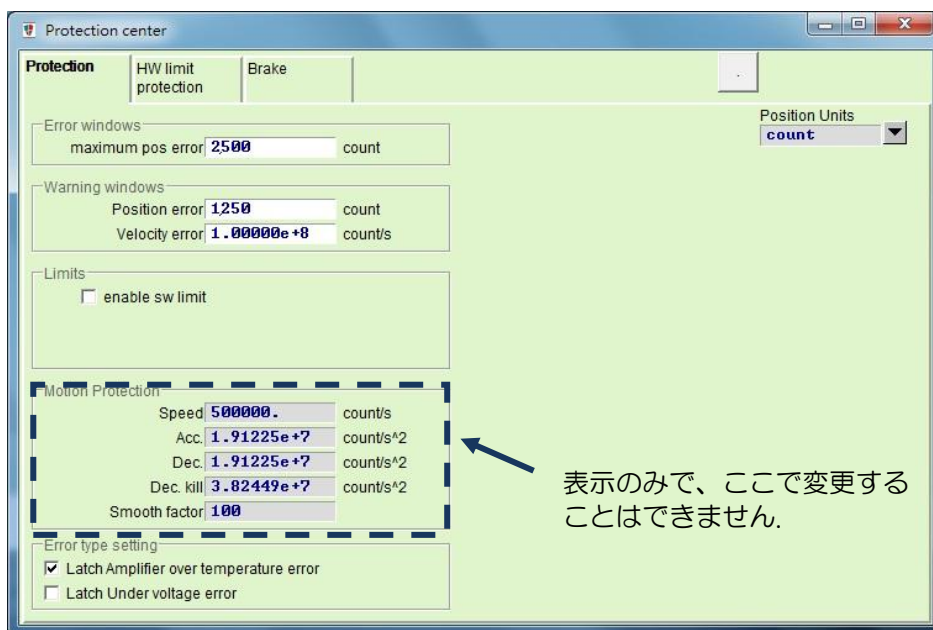 Protection center
Protection
HW limit
protection
Brake
.
Position Units
count
Error windows
maximum pos error 2,500 count
Warning windows
Position error 1,250 count
Velocity error 1.00000e+8 count/s
Limits
enable sw limit
Motion Protection
Speed 500000. count/s
Acc. 1.91225e+7 count/s^2
Dec. 1.91225e+7 count/s^2
Dec. kill 3.82449e+7 count/s^2
Smooth factor 100
表示のみで、ここで変更する
ことはできません.
Error type setting
Latch Amplifier over temperature error
Latch Under voltage error